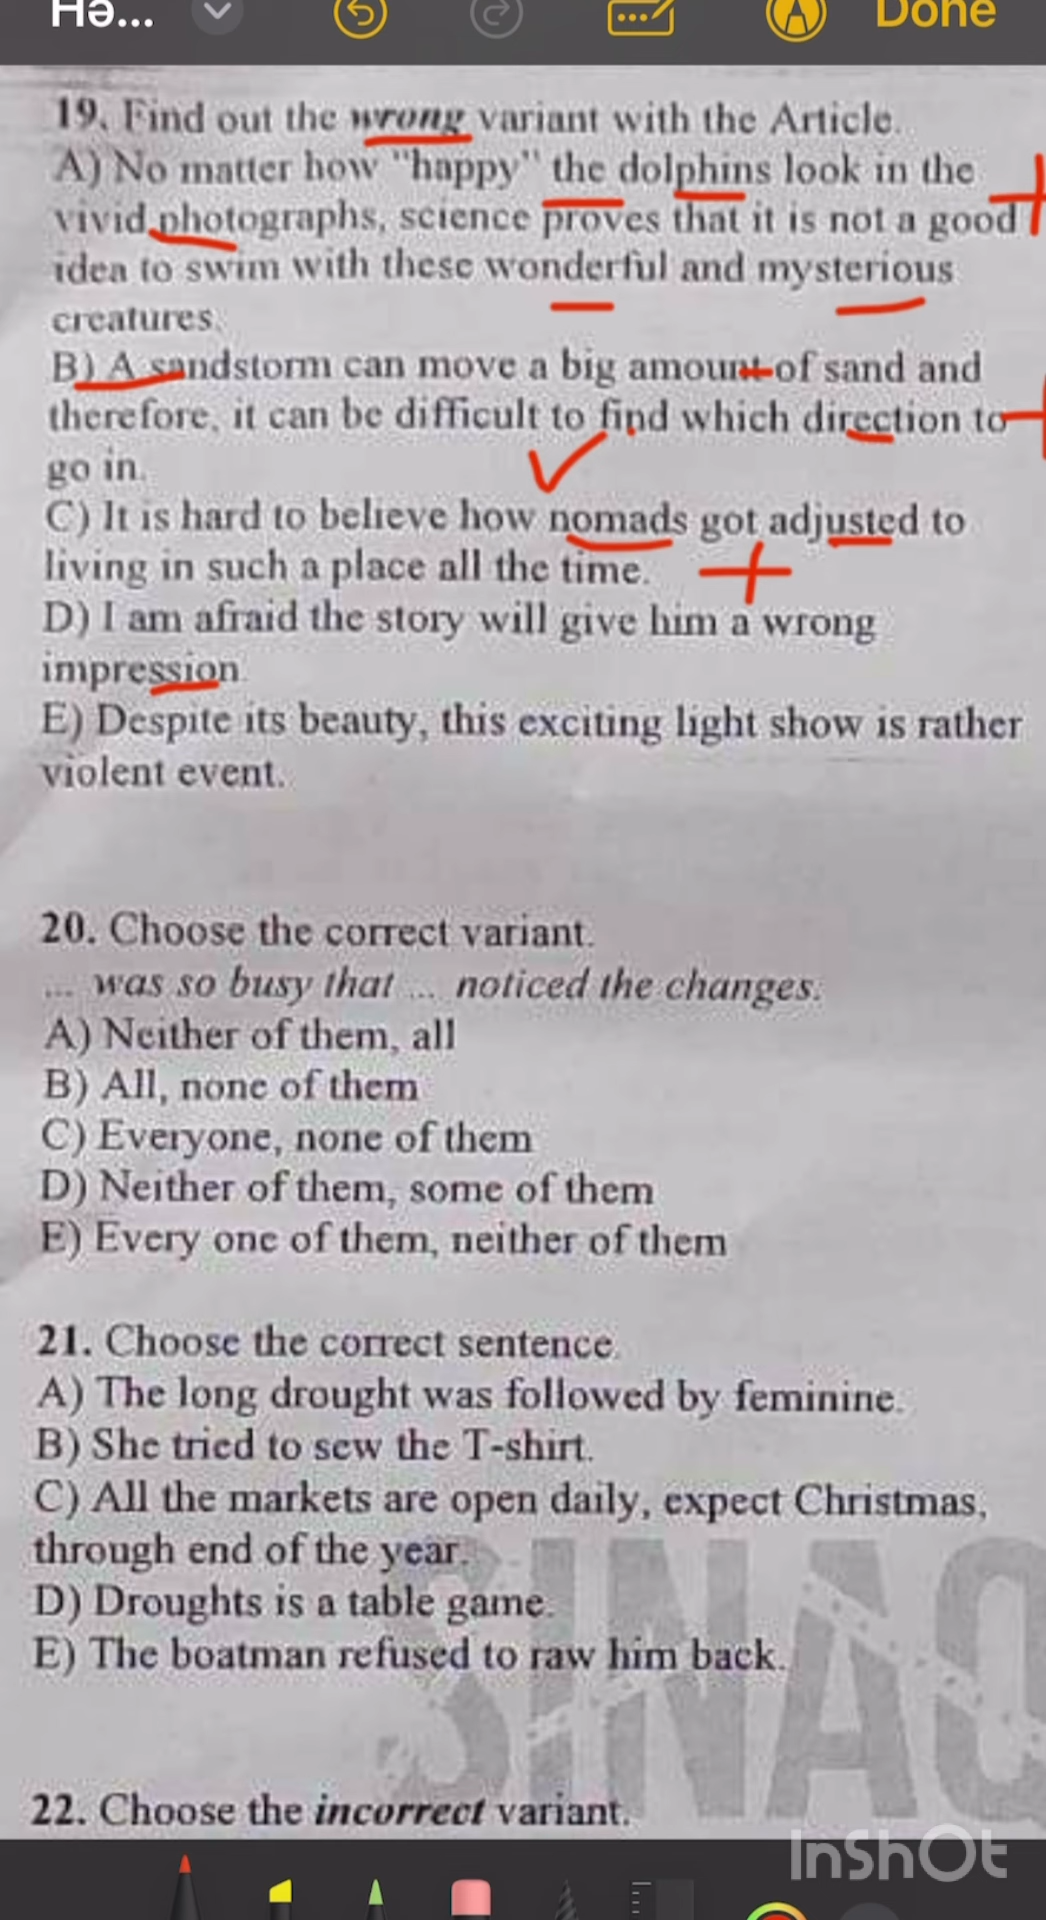 Hə...
Done
19. Find out the wrong variant with the Article.
A) No matter how "happy" the dolphins look in the
vivid photographs, science proves that it is not a good
idea to swim with these wonderful and mysterious
creatures.
B) A sandstorm can move a big amount of sand and
therefore, it can be difficult to find which direction to
go in.
C) It is hard to believe how nomads got adjusted to
living in such a place all the time.
D) I am afraid the story will give him a wrong
impression.
E) Despite its beauty, this exciting light show is rather
violent event.
20. Choose the correct variant.
... was so busy that ... noticed the changes.
A) Neither of them, all
B) All, none of them
C) Everyone, none of them
D) Neither of them, some of them
E) Every one of them, neither of them
21. Choose the correct sentence.
A) The long drought was followed by feminine.
B) She tried to sew the T-shirt.
C) All the markets are open daily, expect Christmas,
through end of the year.
D) Droughts is a table game.
E) The boatman refused to raw him back.
SINAQ
22. Choose the incorrect variant.
InShOt